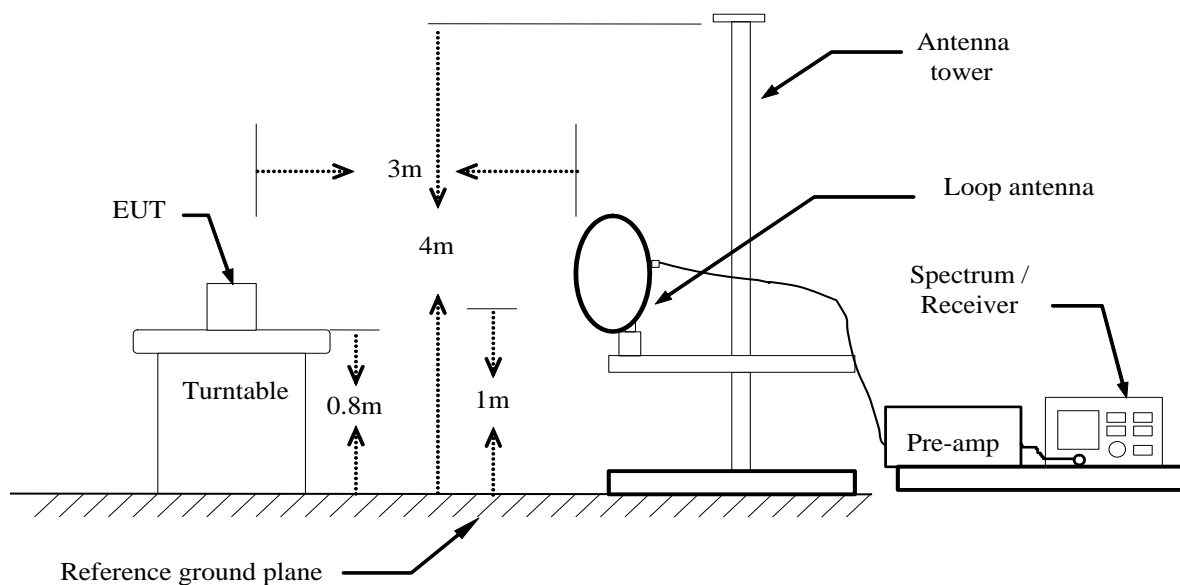 Antenna
tower
3m
Loop antenna
EUT
4m
Spectrum /
Receiver
Turntable
0.8m
1m
Pre-amp
Reference ground plane